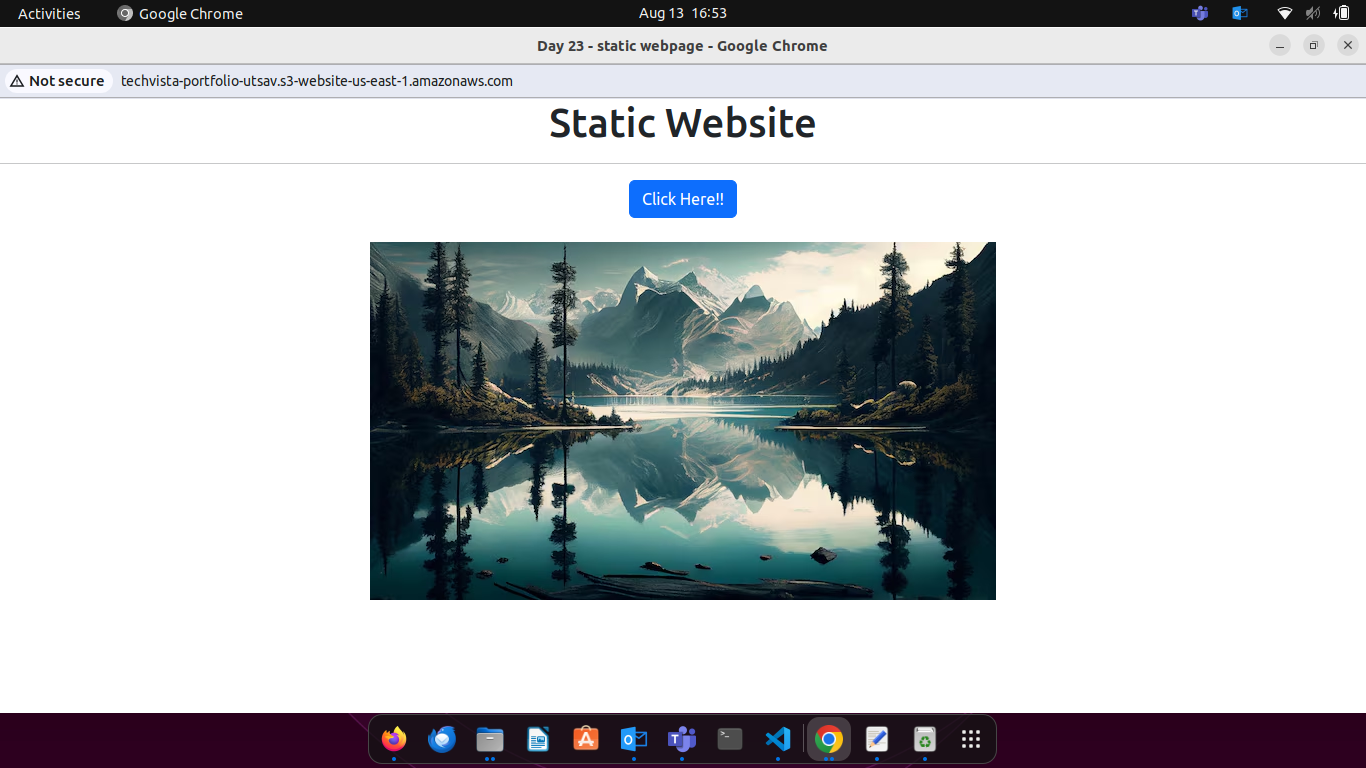 Activities Google Chrome Aug 13 16:53
Day 23 - static webpage - Google Chrome
Not secure techvista-portfolio-utsav.s3-website-us-east-1.amazonaws.com
Static Website
Click Here!!